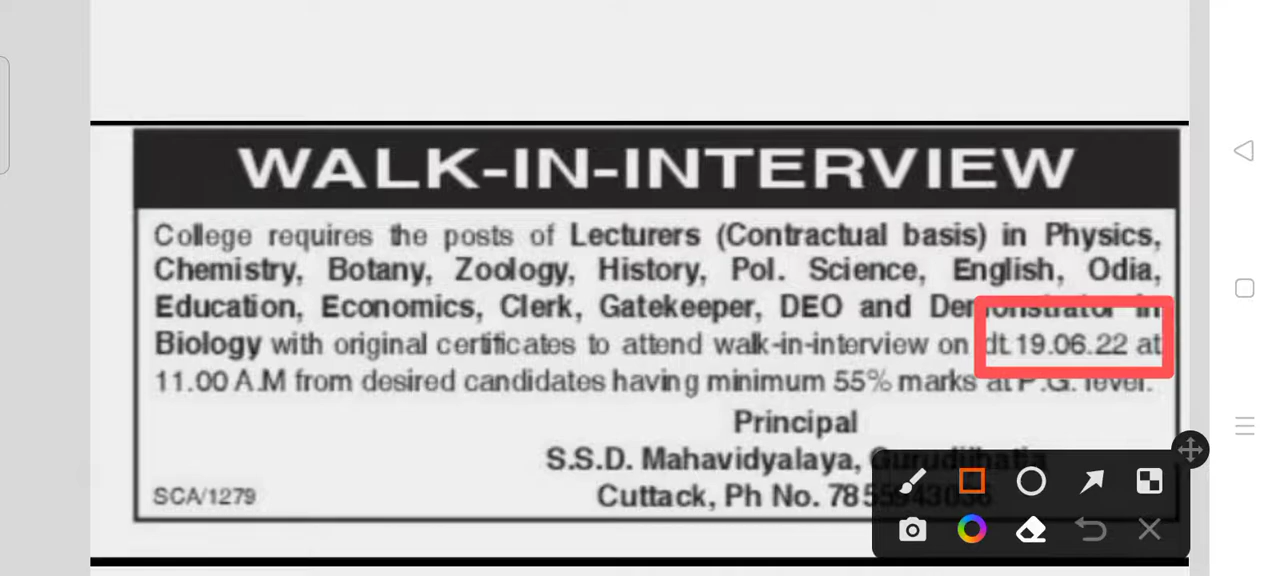 WALK-IN-INTERVIEW
College requires the posts of Lecturers (Contractual basis) in Physics,
Chemistry, Botany, Zoology, History, Pol. Science, English, Odia,
Education, Economics, Clerk, Gatekeeper, DEO and Demonstrator in
Biology with original certificates to attend walk-in-interview on dt.19.06.22 at
11.00 A.M from desired candidates having minimum 55% marks at P.G. level.
Principal
S.S.D. Mahavidyalaya,
SCA/1279
Cuttack, Ph No.